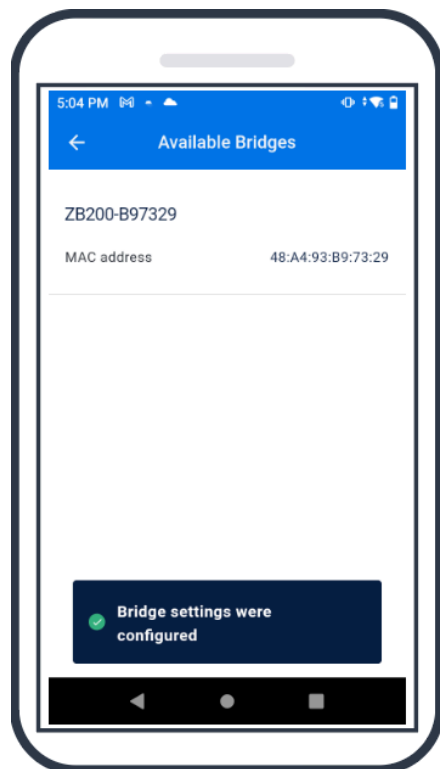 5:04 PM
Available Bridges
ZB200-B97329
MAC address 48:A4:93:B9:73:29
Bridge settings were
configured